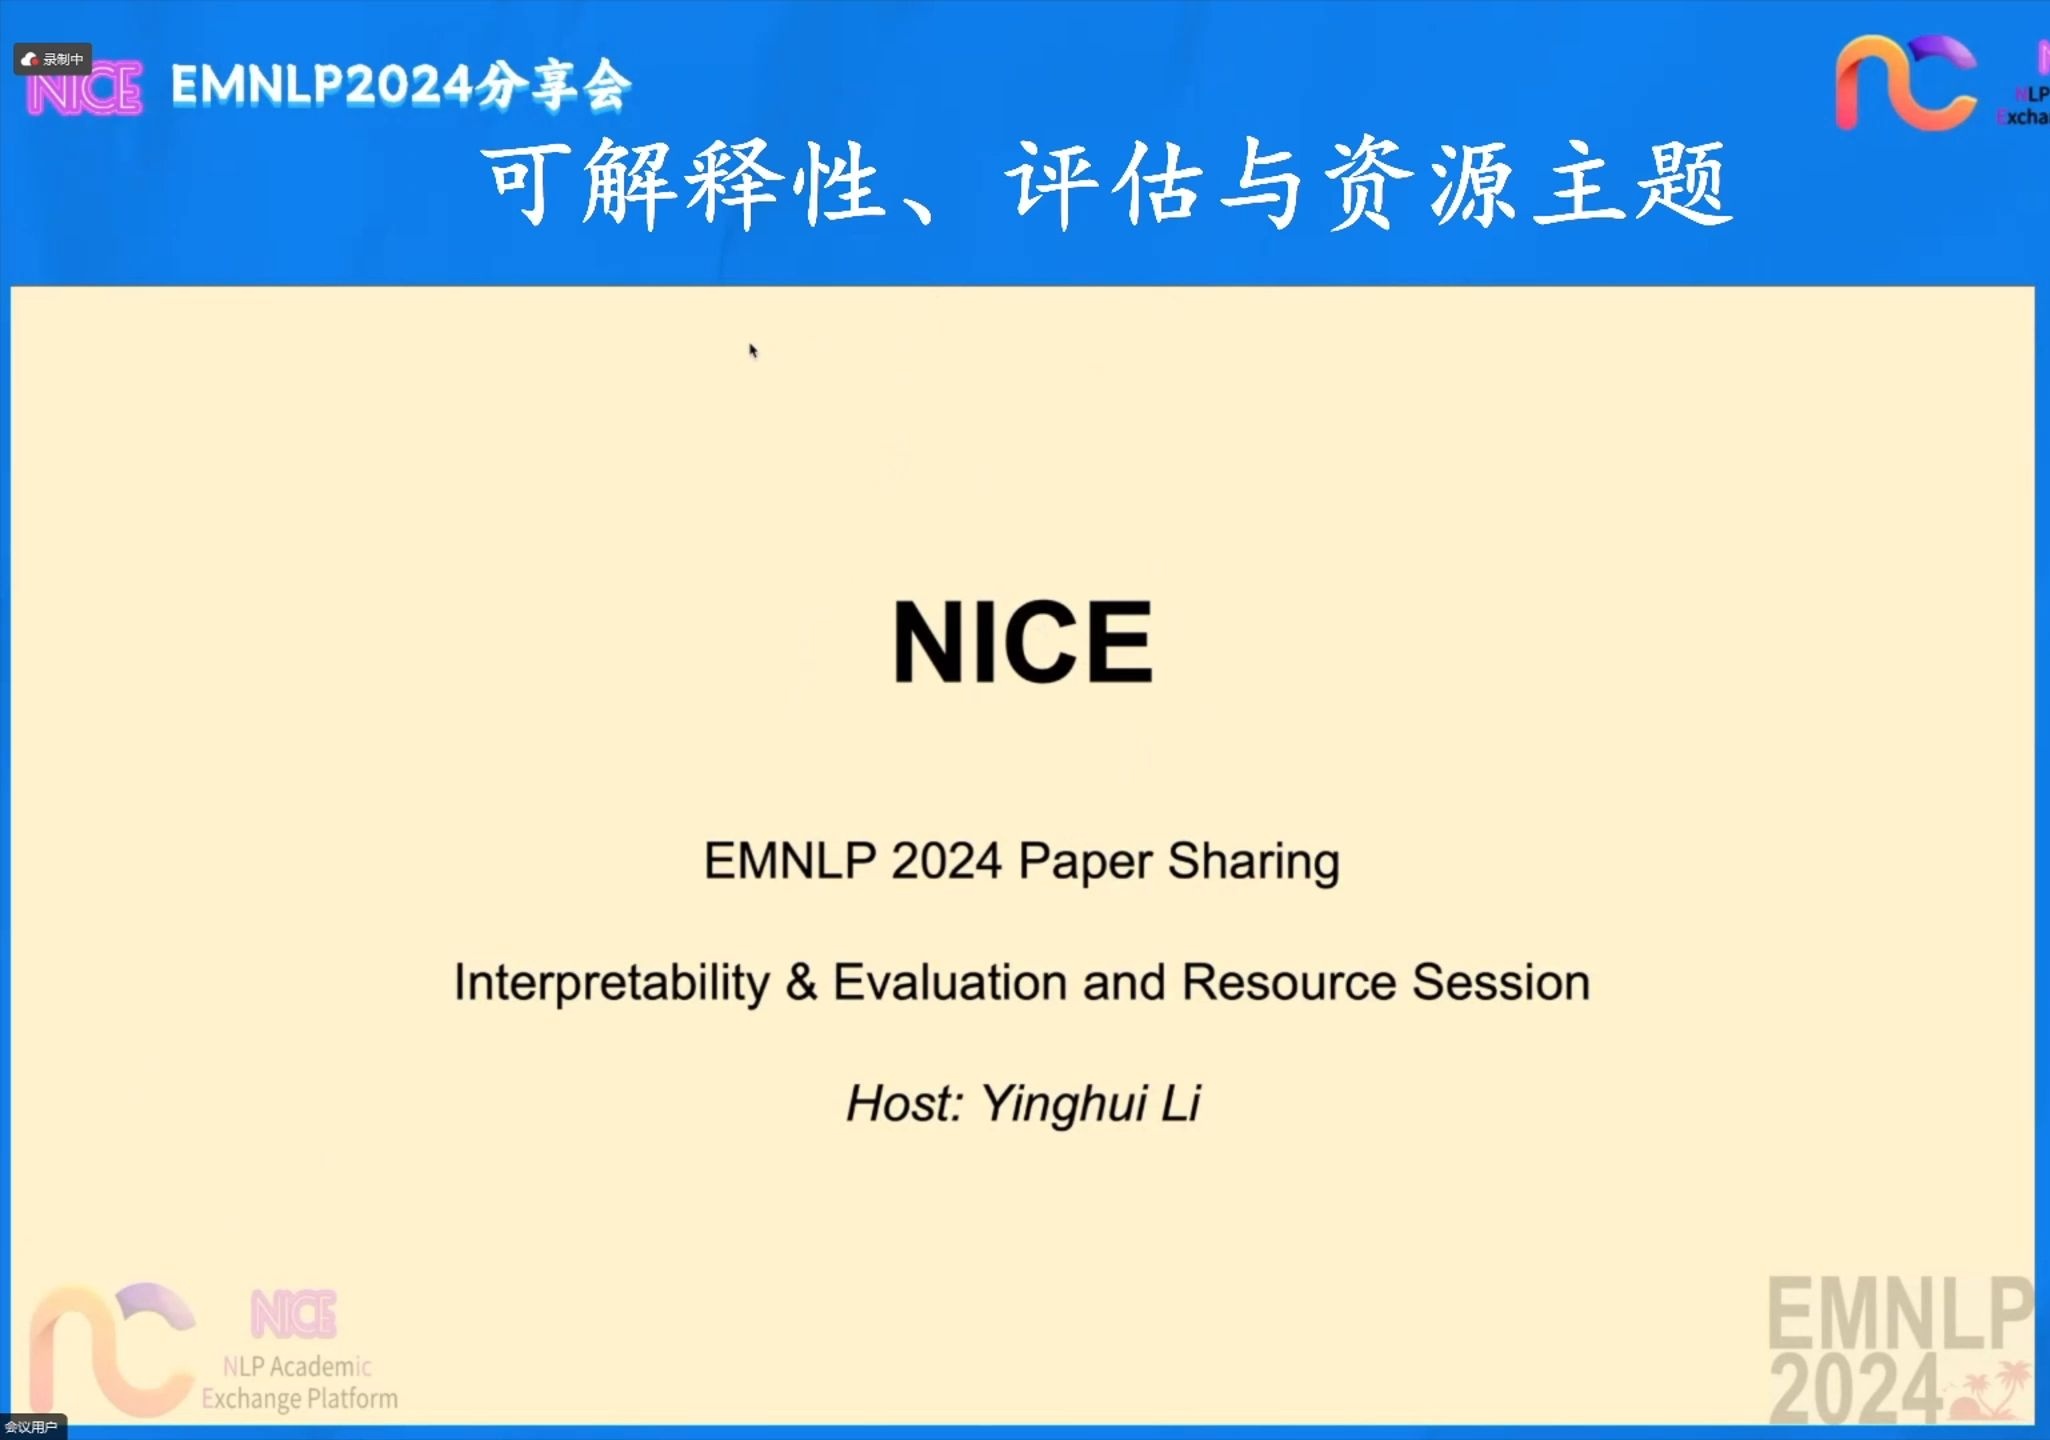 录制中
NICE EMNLP2024分享会
可解释性、评估与资源主题
NICE
EMNLP 2024 Paper Sharing
Interpretability & Evaluation and Resource Session
Host: Yinghui Li
NICE
NLP Academic
Exchange Platform
EMNLP
2024
会议用户